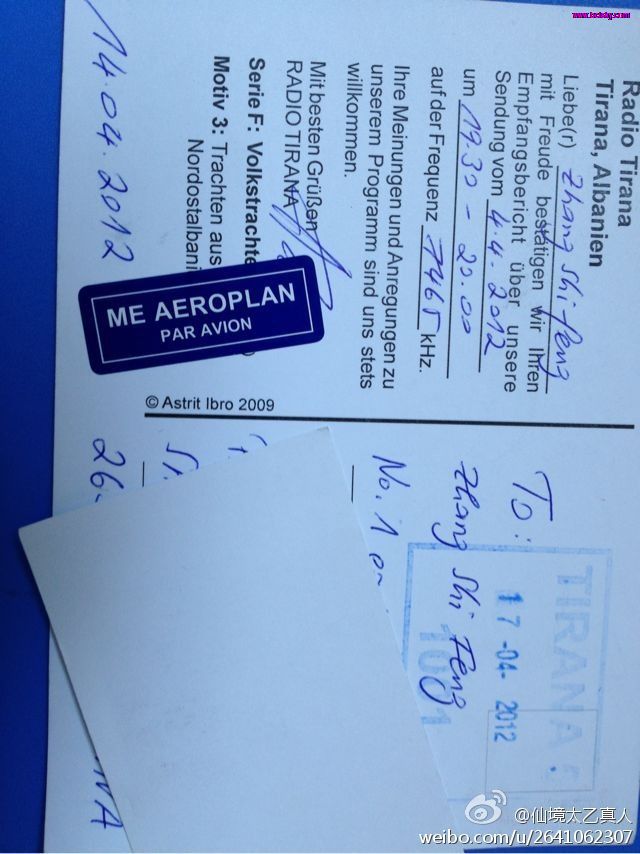 Radio Tirana
Tirana, Albanien
Liebe(r) Zhang Shi Feng
mit Freude bestätigen wir Ihren
Empfangsbericht über unsere
Sendung vom 4.4.2012
um 19.30 - 20.00
auf der Frequenz 7465 kHz.
Ihre Meinungen und Anregungen zu
unserem Programm sind uns stets
willkommen.
Mit besten Grüßen
RADIO TIRANA
Serie F: Volkstrachte
Motiv 3: Trachten aus
Nordostalbani
14.04.2012
ME AEROPLAN
PAR AVION
© Astrit Ibro 2009
To:
Zhang Shi Feng
No. 1
26
TIRANA
17 -04- 2012
1001
@仙境太乙真人
weibo.com/u/2641062307